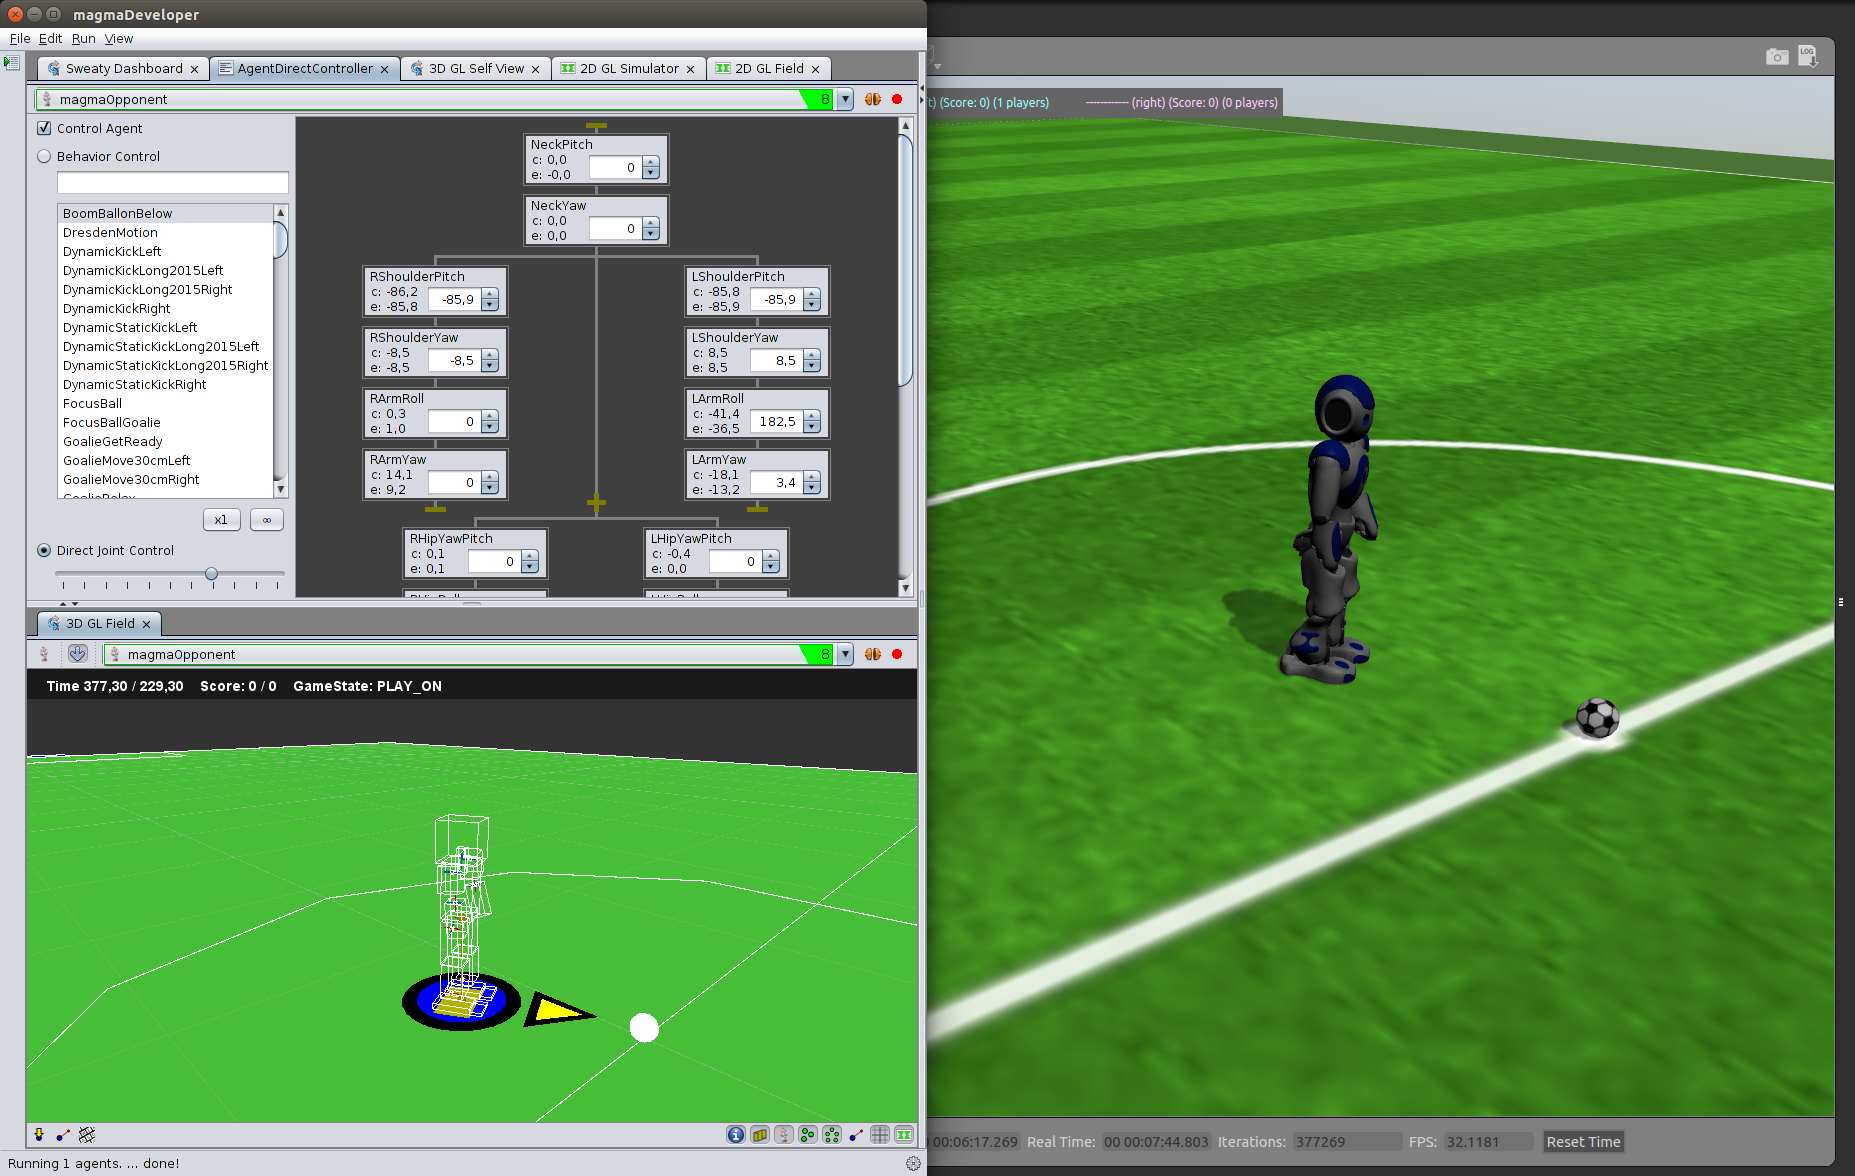 magmaDeveloper
File Edit Run View
Sweaty Dashboard
AgentDirectController
3D GL Self View
2D GL Simulator
2D GL Field
magmaOpponent 8
Control Agent
Behavior Control
BoomBallonBelow
DresdenMotion
DynamicKickLeft
DynamicKickLong2015Left
DynamicKickLong2015Right
DynamicKickRight
DynamicStaticKickLeft
DynamicStaticKickLong2015Left
DynamicStaticKickLong2015Right
DynamicStaticKickRight
FocusBall
FocusBallGoalie
GoalieGetReady
GoalieMove30cmLeft
GoalieMove30cmRight
x1 ∞
Direct Joint Control
NeckPitch
c: 0,0
e: -0,0
0
NeckYaw
c: 0,0
e: 0,0
0
RShoulderPitch
c: -86,2
e: -85,8
-85,9
LShoulderPitch
c: -85,8
e: -85,9
-85,9
RShoulderYaw
c: -8,5
e: -8,5
-8,5
LShoulderYaw
c: 8,5
e: 8,5
8,5
RArmRoll
c: 0,3
e: 1,0
0
LArmRoll
c: -41,4
e: -36,5
182,5
RArmYaw
c: 14,1
e: 9,2
0
LArmYaw
c: -18,1
e: -13,2
3,4
RHipYawPitch
c: 0,1
e: 0,1
0
LHipYawPitch
c: -0,4
e: 0,0
0
3D GL Field
magmaOpponent 8
Time 377,30 / 229,30 Score: 0 / 0 GameState: PLAY_ON
Running 1 agents. ... done!
LOG
(Score: 0) (1 players)
------------ (right) (Score: 0) (0 players)
00:06:17.269 Real Time: 00 00:07:44.803 Iterations: 377269 FPS: 32.1181 Reset Time